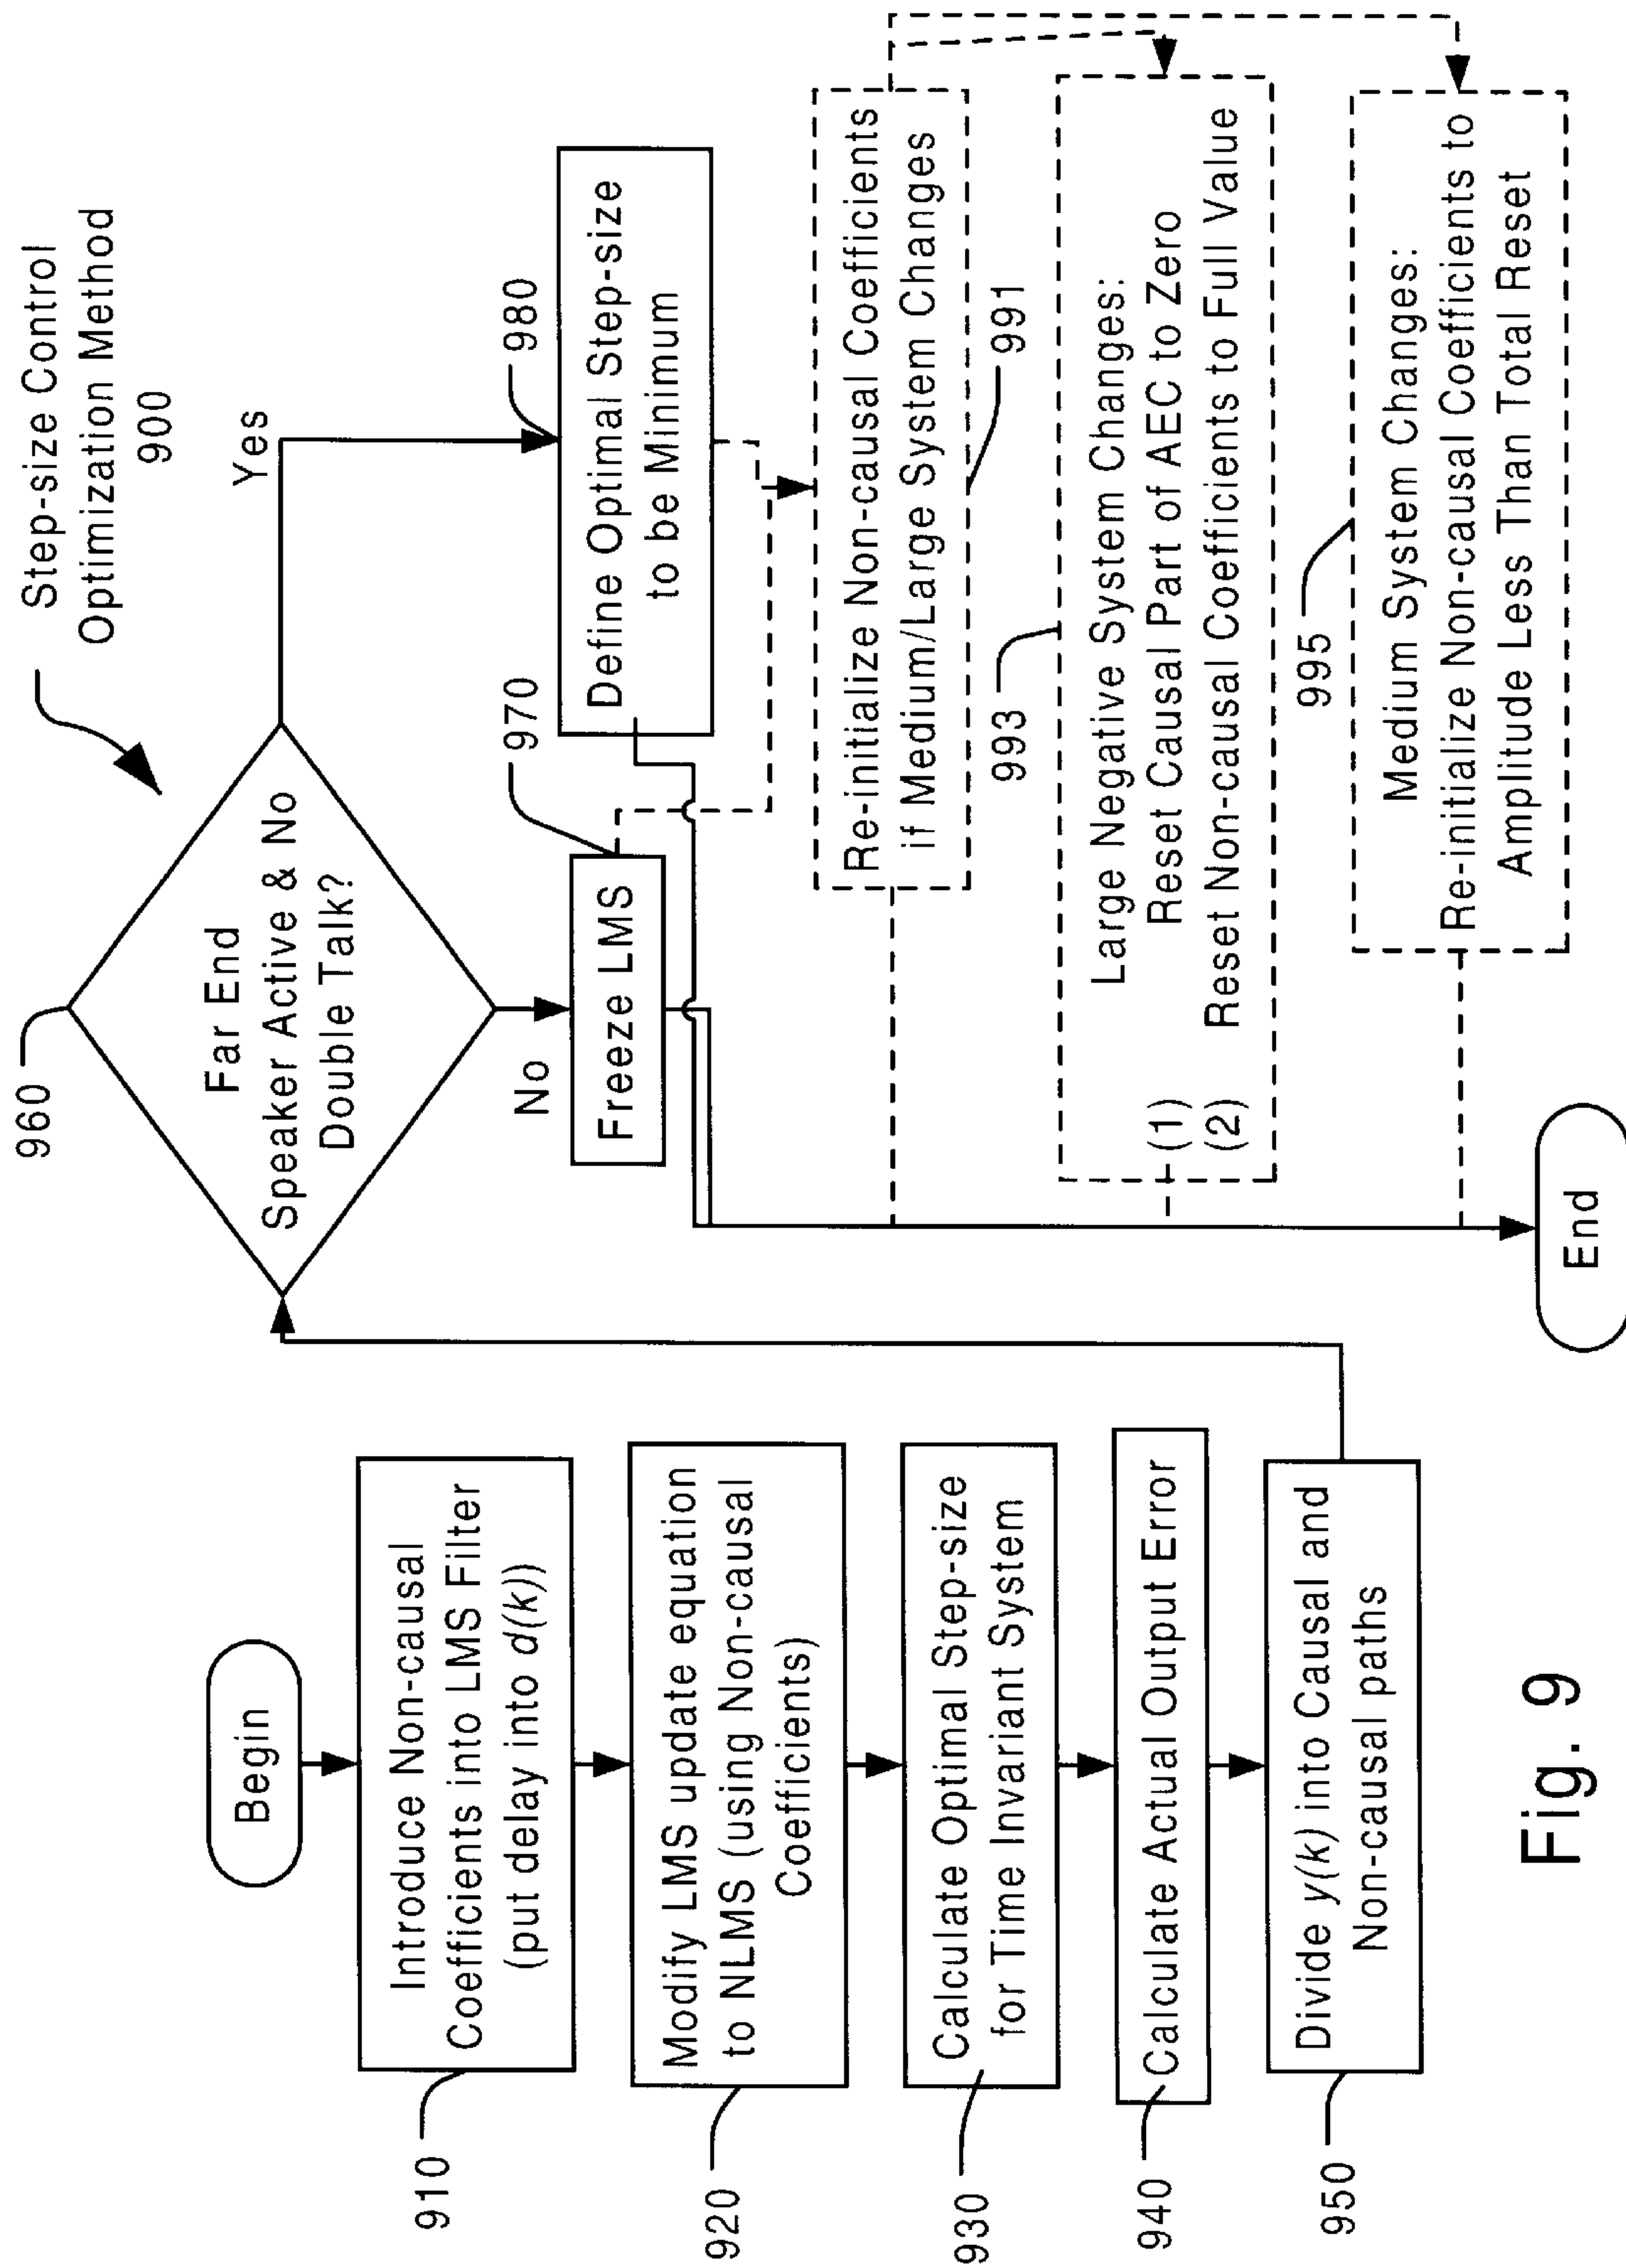 Step-size Control
Optimization Method
900
Begin
910
Introduce Non-causal
Coefficients into LMS Filter
(put delay into d(k))
920
Modify LMS update equation
to NLMS (using Non-causal
Coefficients)
930
Calculate Optimal Step-size
for Time Invariant System
940
Calculate Actual Output Error
950
Divide y(k) into Causal and
Non-causal paths
960
Far End
Speaker Active & No
Double Talk?
Yes
No
970
Freeze LMS
980
Define Optimal Step-size
to be Minimum
Re-initialize Non-causal Coefficients
if Medium/Large System Changes
991
993
Large Negative System Changes:
(1) Reset Causal Part of AEC to Zero
(2) Reset Non-causal Coefficients to Full Value
995
Medium System Changes:
Re-initialize Non-causal Coefficients to
Amplitude Less Than Total Reset
End
Fig. 9